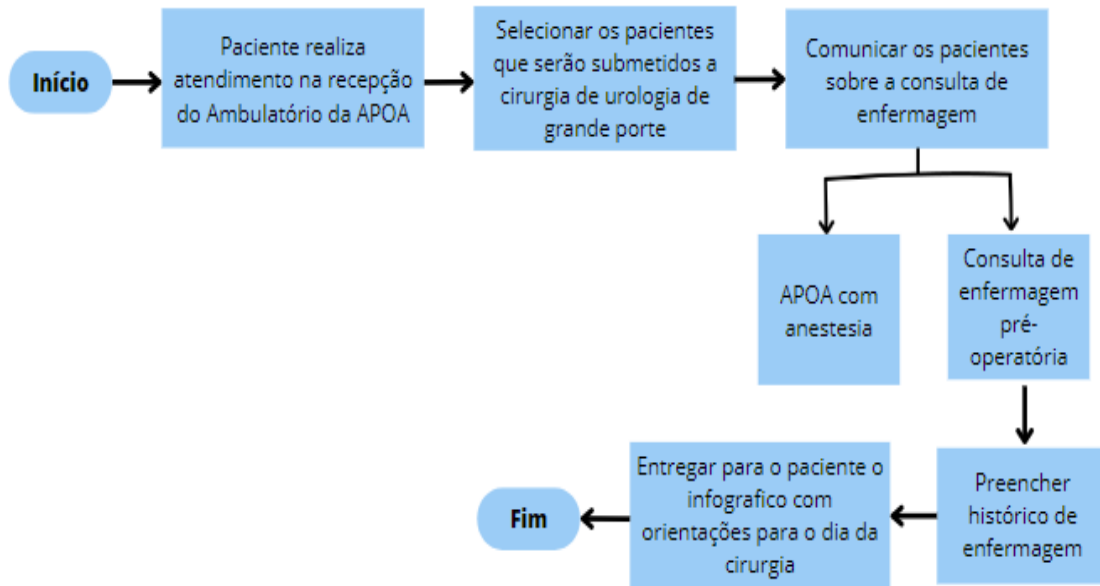 Início
Paciente realiza
atendimento na recepção
do Ambulatório da APOA
Selecionar os pacientes
que serão submetidos a
cirurgia de urologia de
grande porte
Comunicar os pacientes
sobre a consulta de
enfermagem
APOA com
anestesia
Consulta de
enfermagem
pré-
operatória
Preencher
histórico de
enfermagem
Entregar para o paciente o
infografico com
orientações para o dia da
cirurgia
Fim